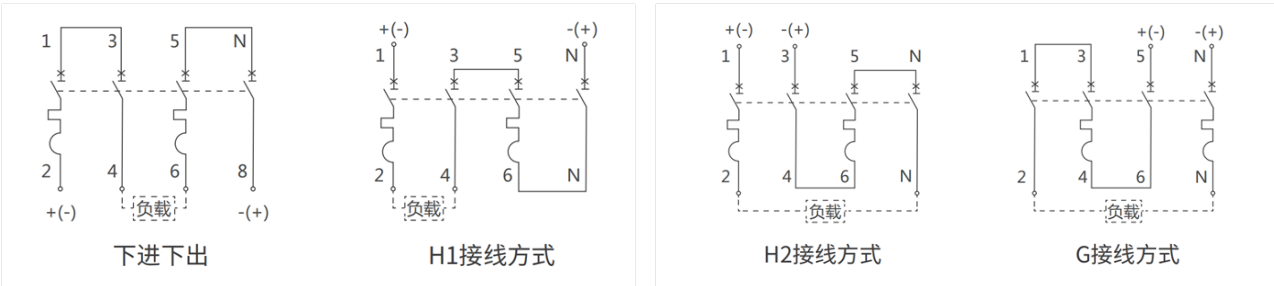 1 3 5 N
2 4 6 8
+(-) 负载 -(+)
下进下出
+(-) -(+)
1 3 5 N
2 4 6 N
负载
H1接线方式
+(-) -(+)
1 3 5 N
2 4 6 N
负载
H2接线方式
+(-) -(+)
1 3 5 N
2 4 6 N
负载
G接线方式